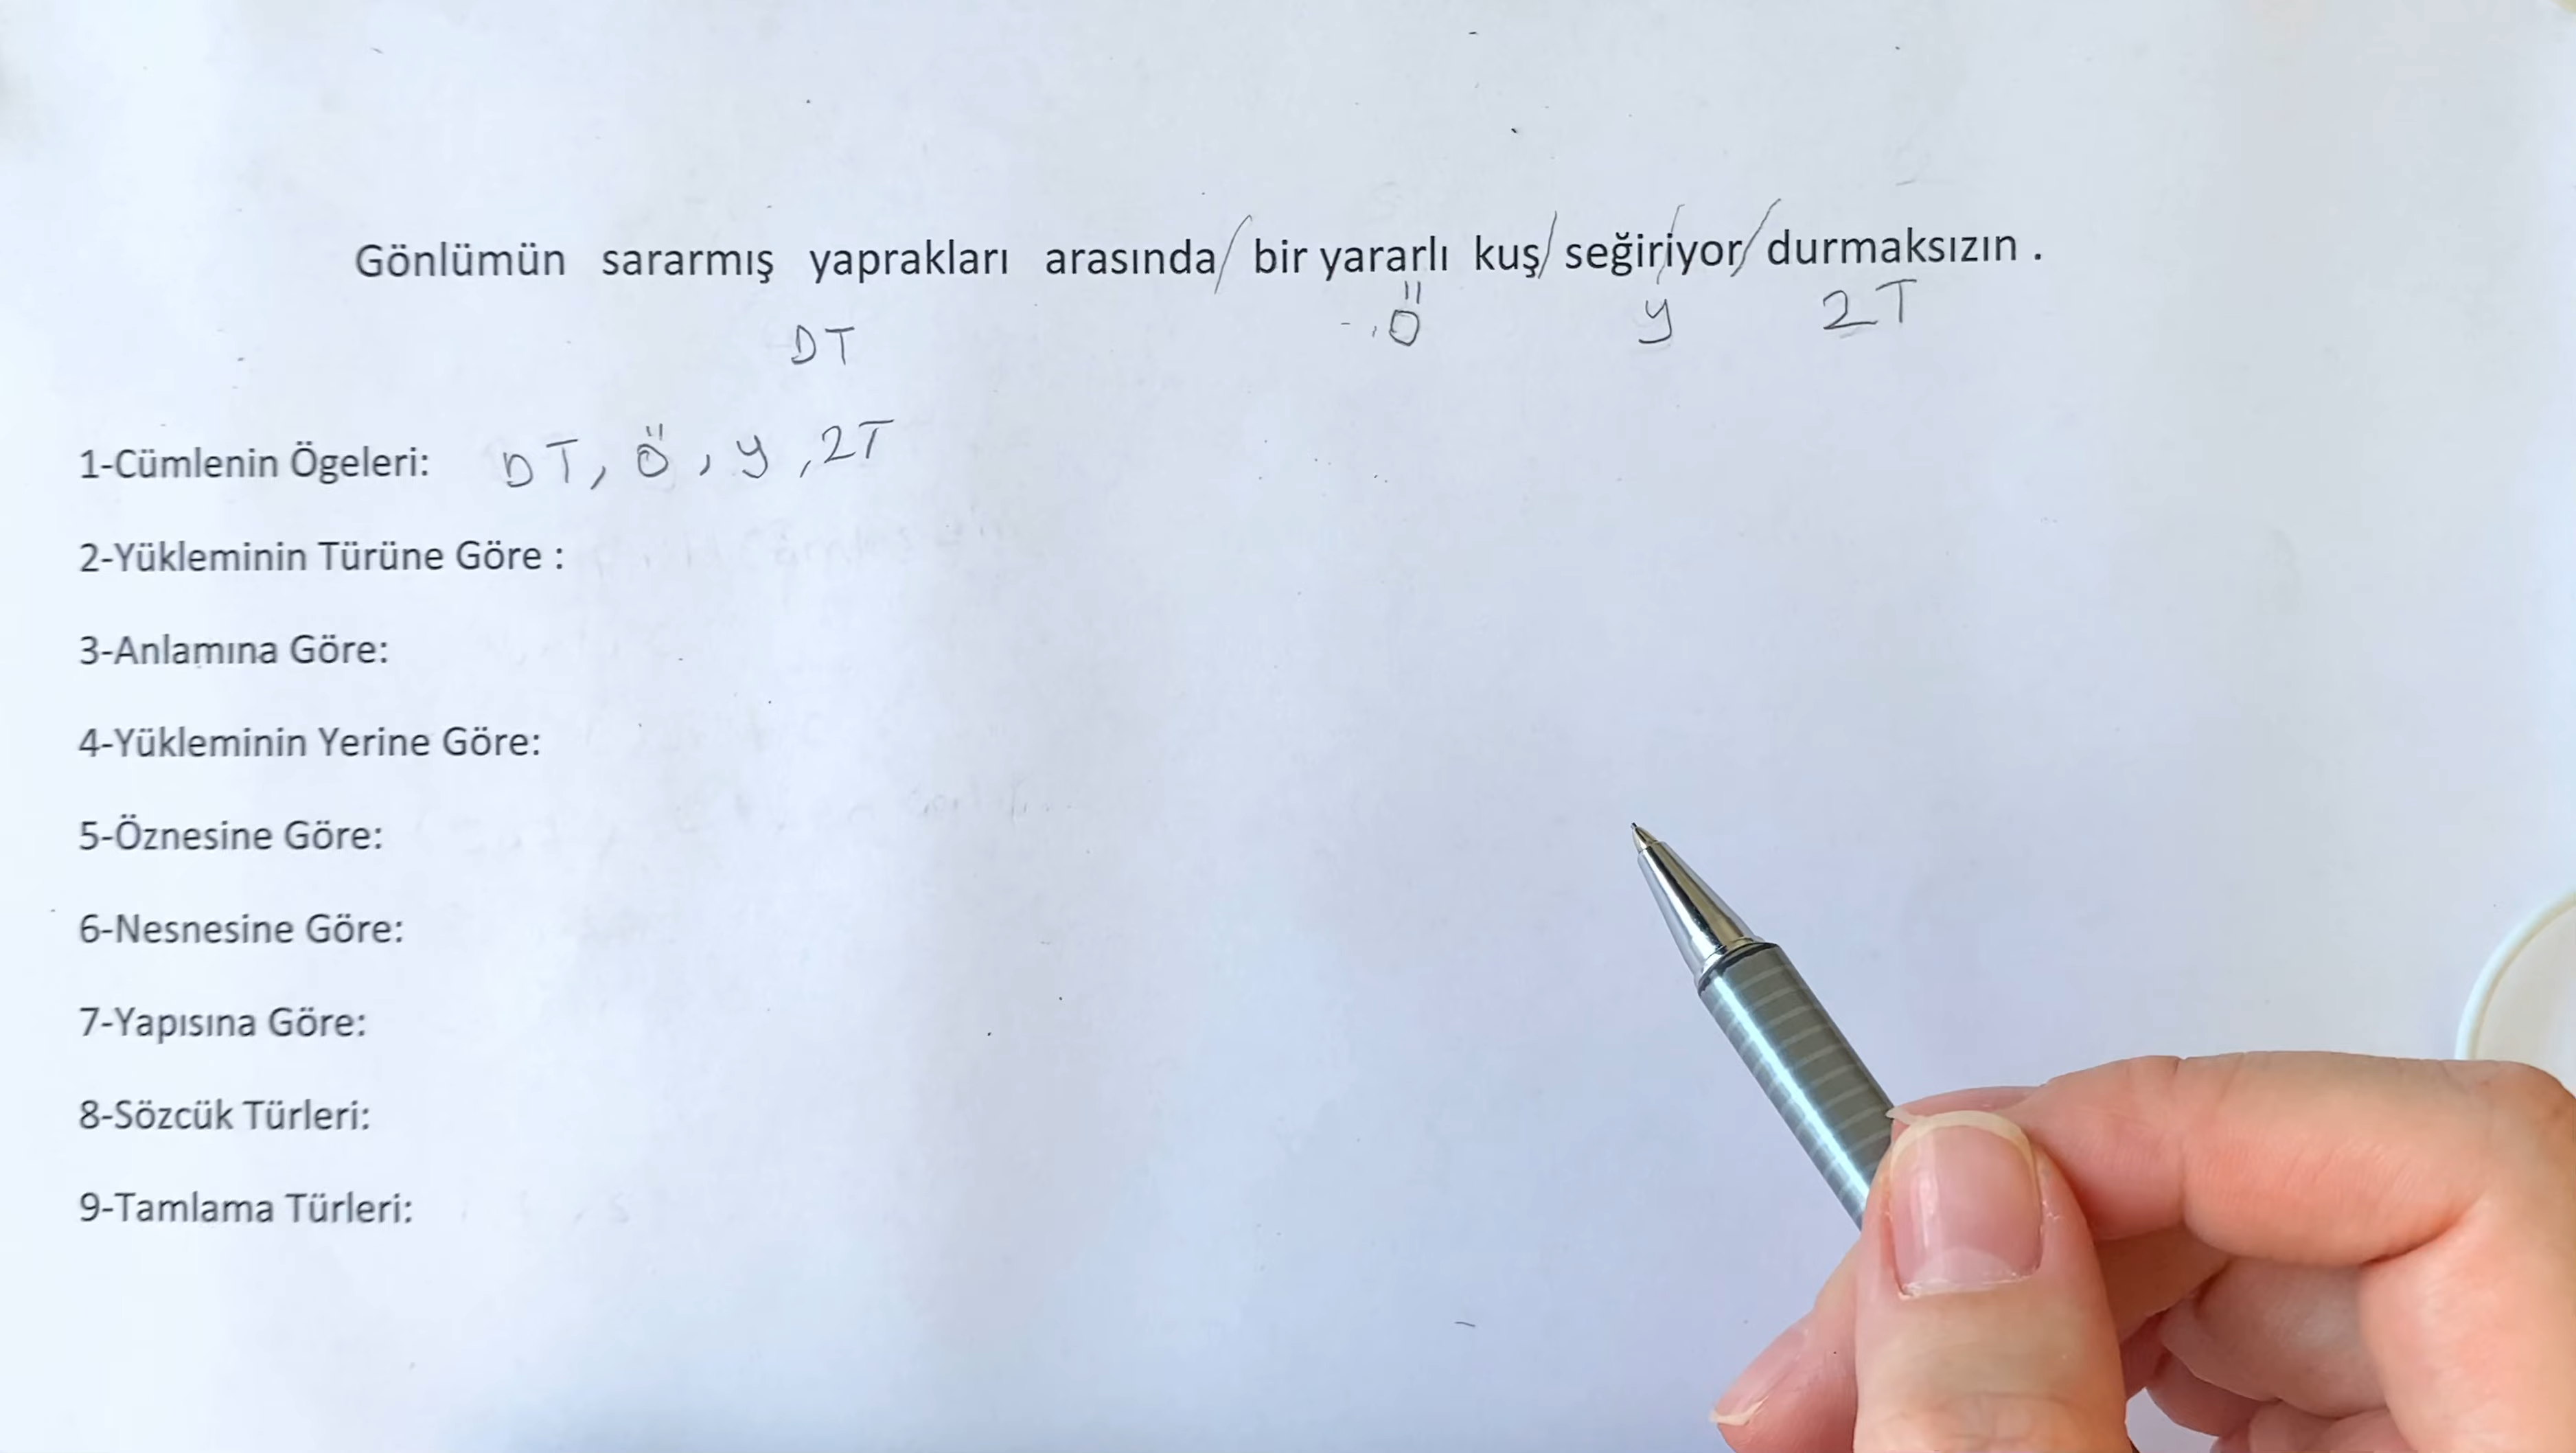 Gönlümün sararmış yaprakları arasında/ bir yararlı kuş/ seğiriyor/ durmaksızın .
DT Ö y 2T
1-Cümlenin Ögeleri: DT, Ö, y, 2T
2-Yükleminin Türüne Göre :
3-Anlamına Göre:
4-Yükleminin Yerine Göre:
5-Öznesine Göre:
6-Nesnesine Göre:
7-Yapısına Göre:
8-Sözcük Türleri:
9-Tamlama Türleri: